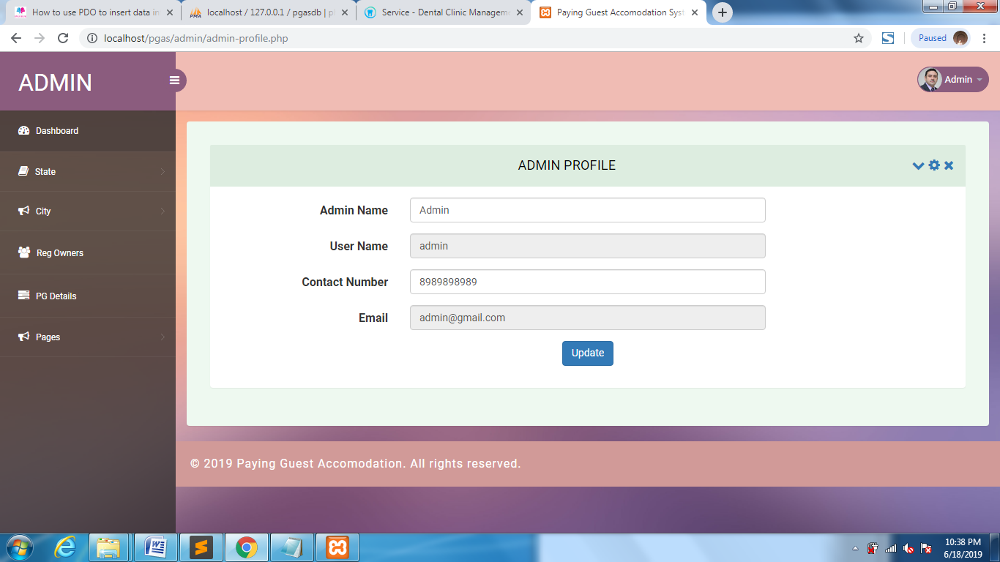 How to use PDO to insert data in
localhost / 127.0.0.1 / pgasdb | p
Service - Dental Clinic Managem
Paying Guest Accomodation Syst
localhost/pgas/admin/admin-profile.php
Paused
ADMIN
Admin
Dashboard
State
City
Reg Owners
PG Details
Pages
ADMIN PROFILE
Admin Name
Admin
User Name
admin
Contact Number
8989898989
Email
admin@gmail.com
Update
© 2019 Paying Guest Accomodation. All rights reserved.
10:38 PM
6/18/2019